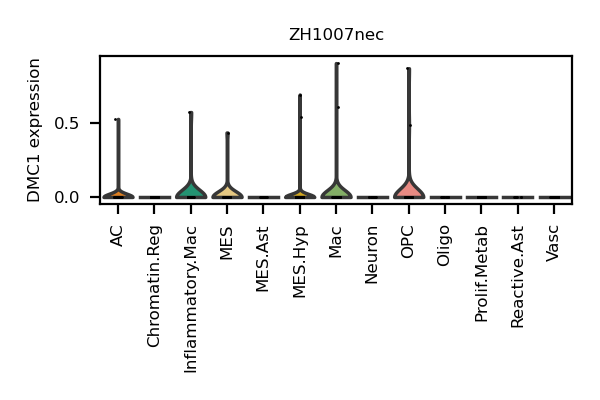 ZH1007nec
DMC1 expression
0.5
0.0
AC
Chromatin.Reg
Inflammatory.Mac
MES
MES.Ast
MES.Hyp
Mac
Neuron
OPC
Oligo
Prolif.Metab
Reactive.Ast
Vasc